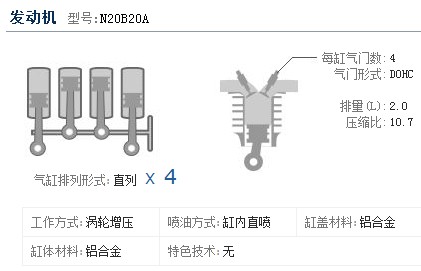 发动机 型号:N20B20A
每缸气门数: 4
气门形式: DOHC
排量(L): 2.0
压缩比: 10.7
气缸排列形式: 直列 X 4
工作方式: 涡轮增压 喷油方式: 缸内直喷 缸盖材料: 铝合金
缸体材料: 铝合金 特色技术: 无